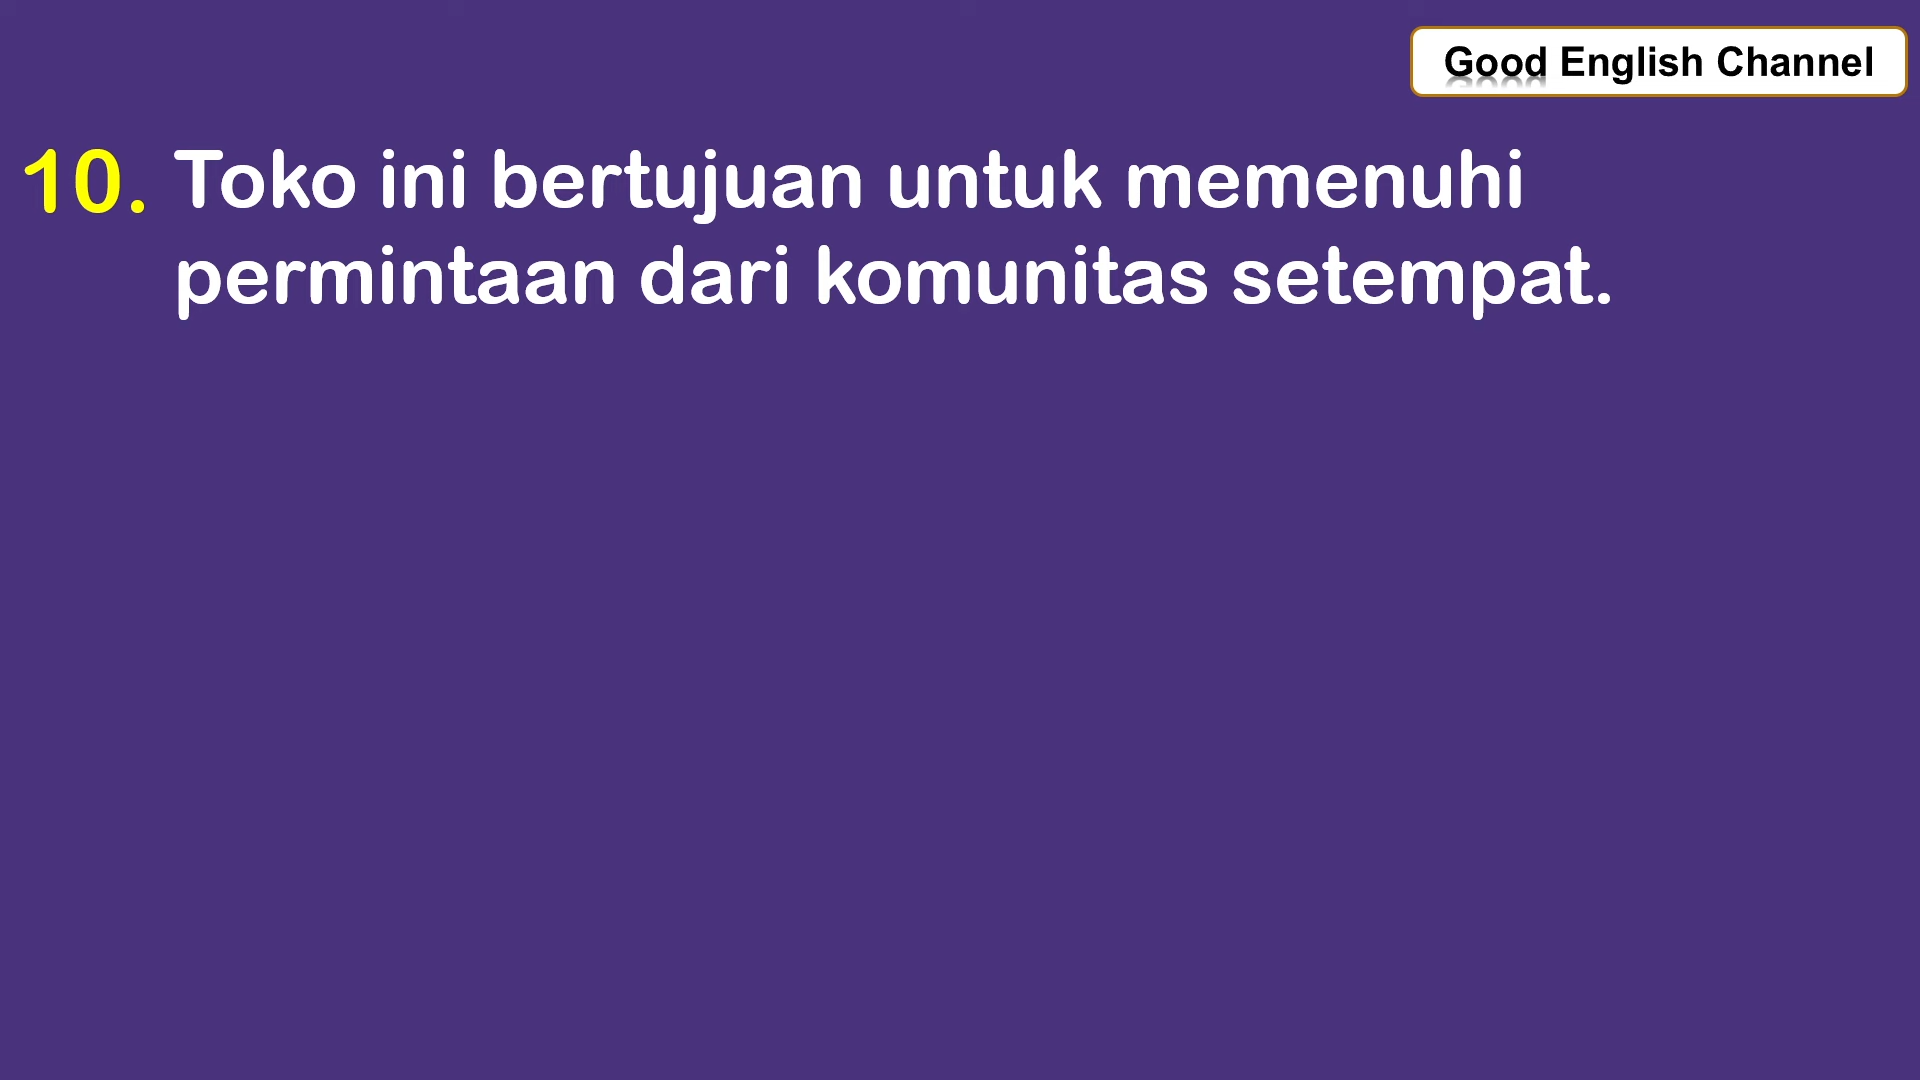 Good English Channel
10. Toko ini bertujuan untuk memenuhi
permintaan dari komunitas setempat.